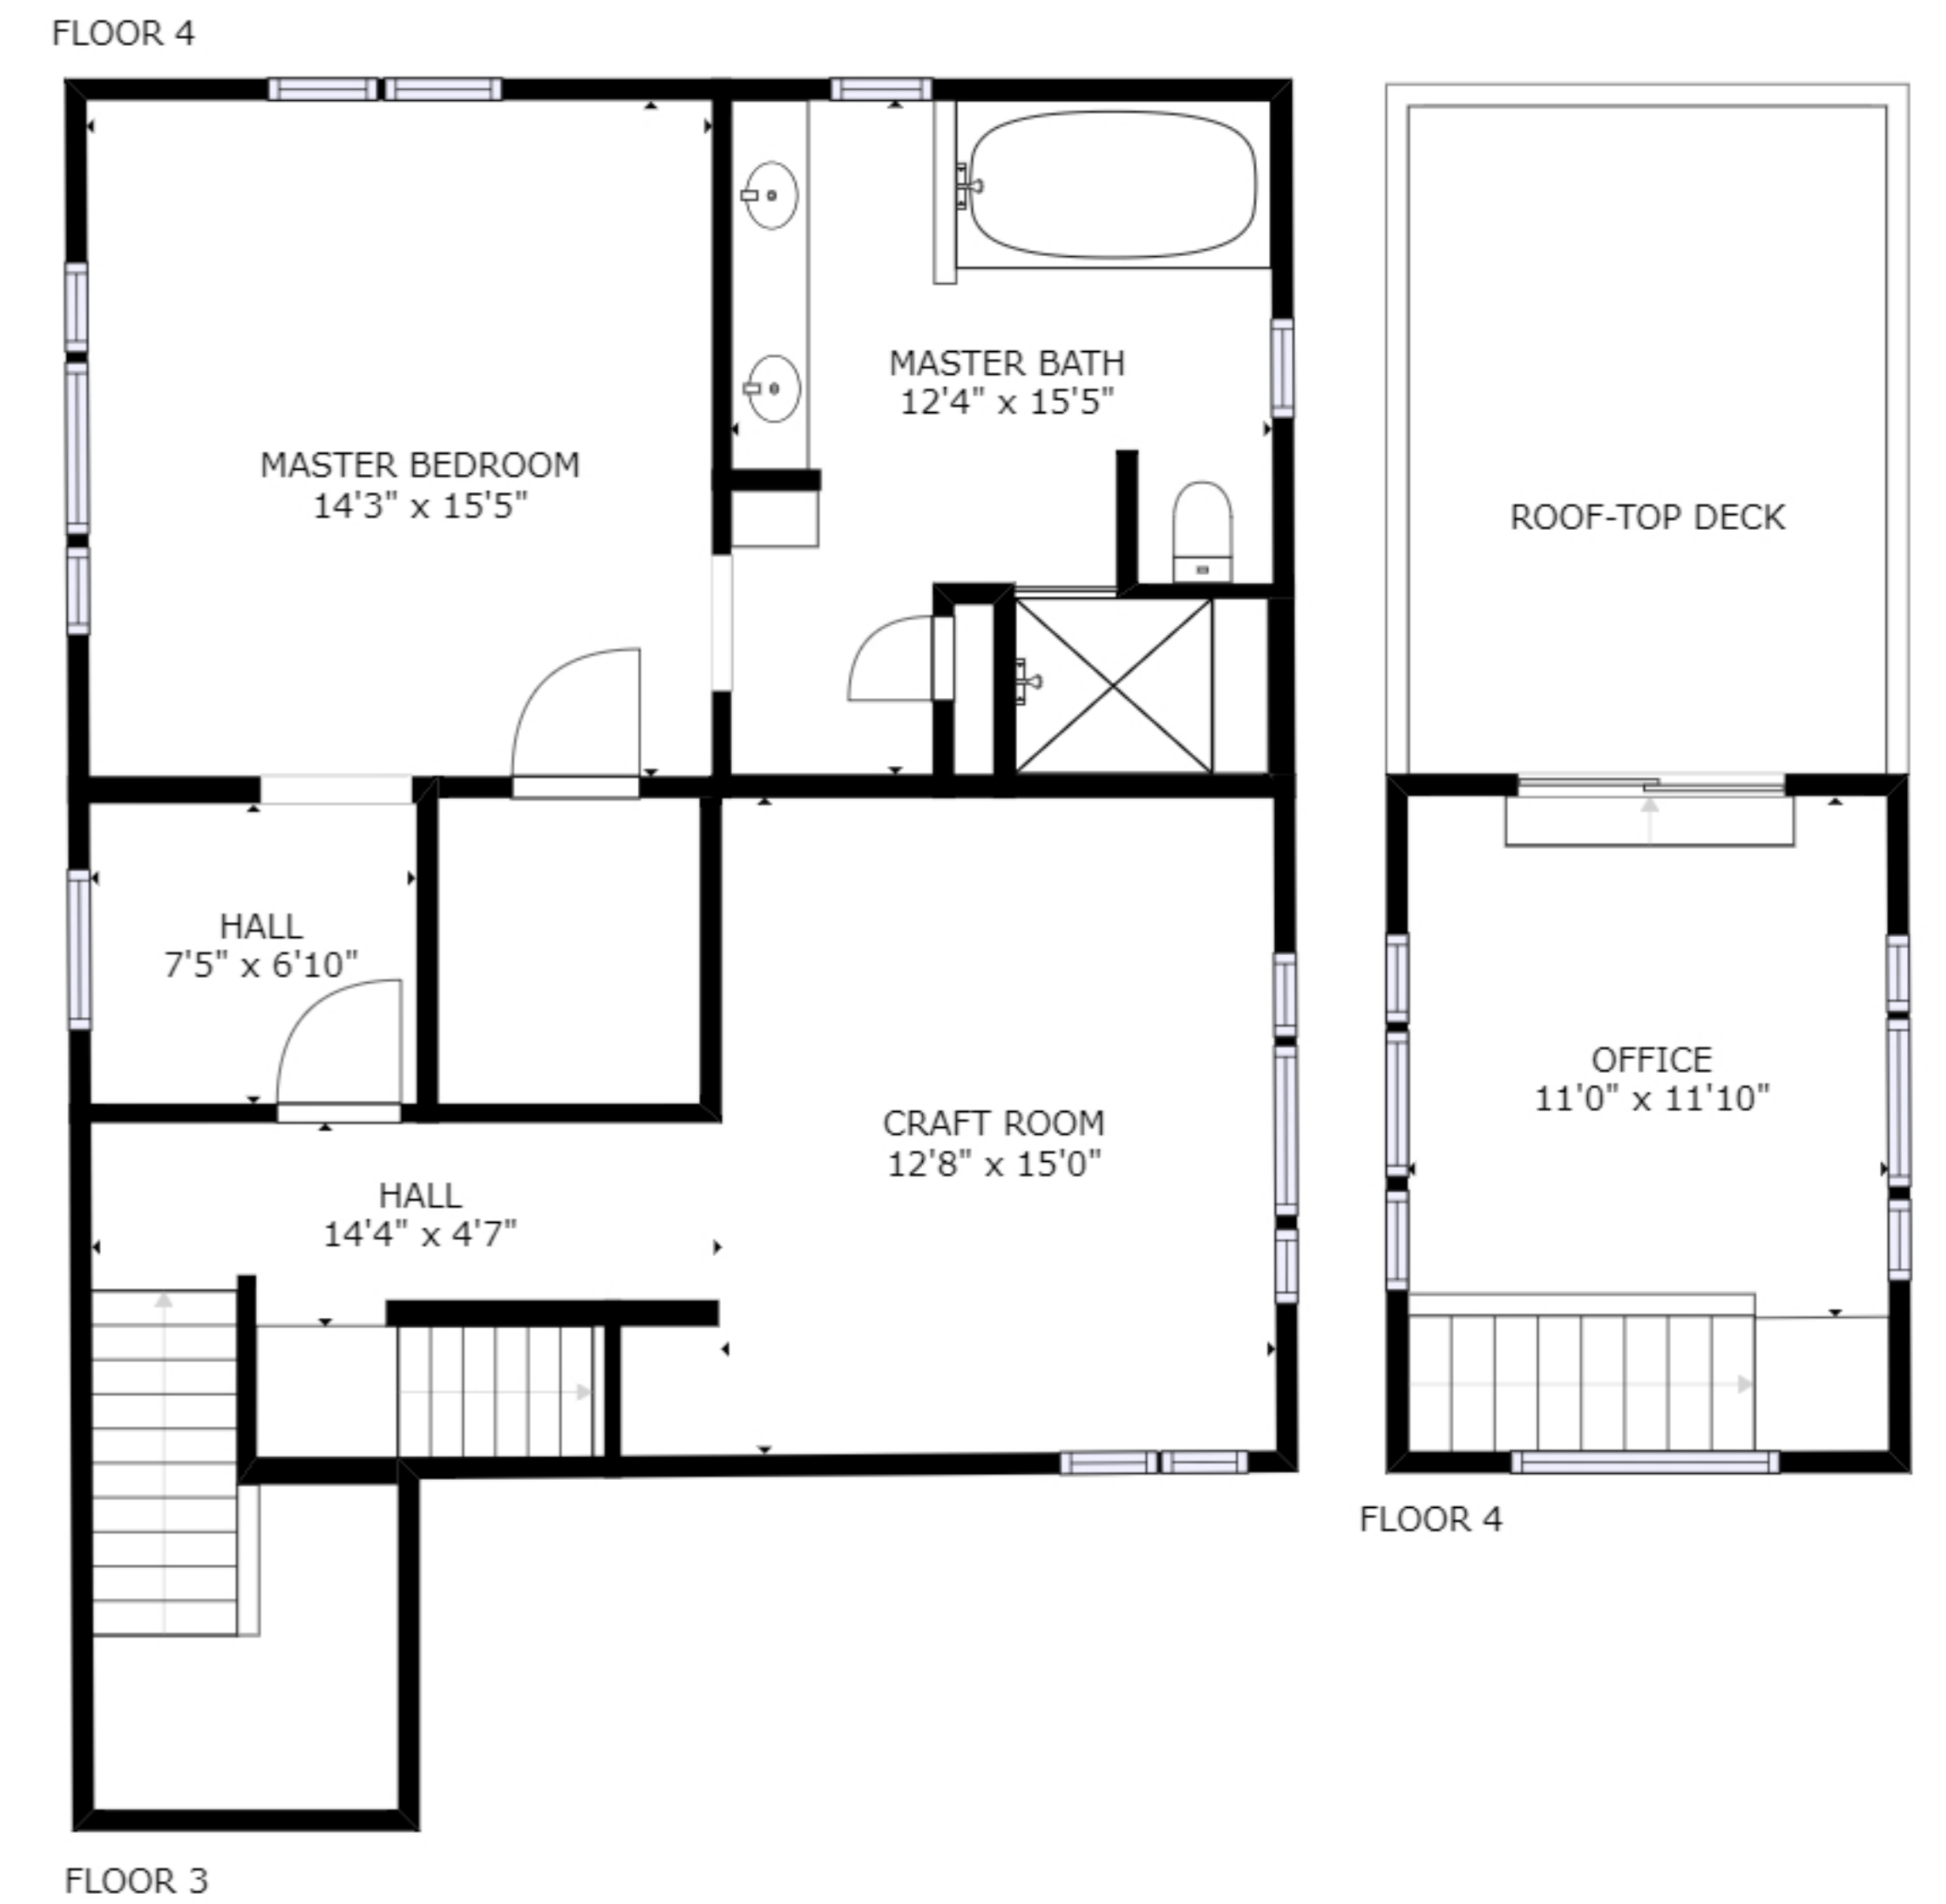 FLOOR 4
MASTER BEDROOM
14'3" x 15'5"
MASTER BATH
12'4" x 15'5"
ROOF-TOP DECK
HALL
7'5" x 6'10"
CRAFT ROOM
12'8" x 15'0"
OFFICE
11'0" x 11'10"
HALL
14'4" x 4'7"
FLOOR 4
FLOOR 3